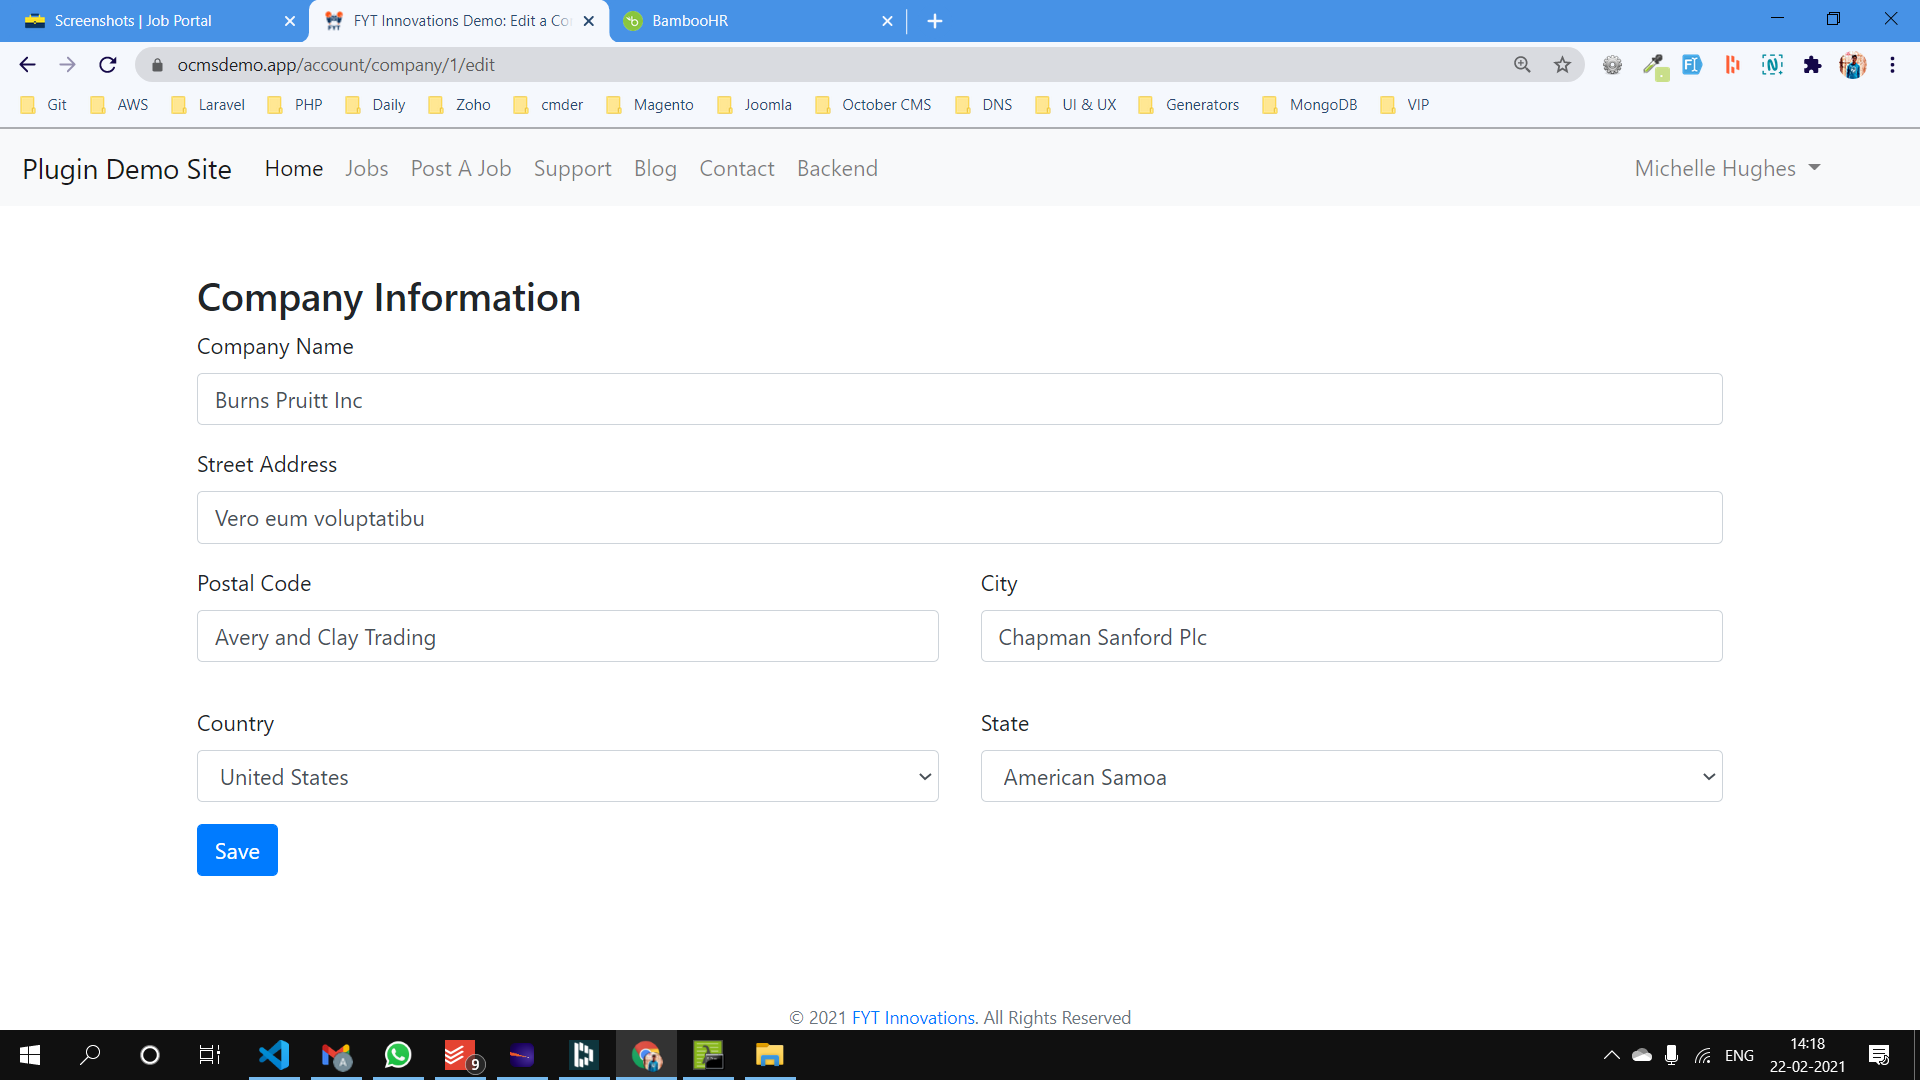 Screenshots | Job Portal
FYT Innovations Demo: Edit a Co
BambooHR
ocmsdemo.app/account/company/1/edit
Git AWS Laravel PHP Daily Zoho cmder Magento Joomla October CMS DNS UI & UX Generators MongoDB VIP
Plugin Demo Site Home Jobs Post A Job Support Blog Contact Backend Michelle Hughes
Company Information
Company Name
Burns Pruitt Inc
Street Address
Vero eum voluptatibu
Postal Code City
Avery and Clay Trading Chapman Sanford Plc
Country State
United States American Samoa
Save
© 2021 FYT Innovations. All Rights Reserved
A
9
ENG
14:18
22-02-2021